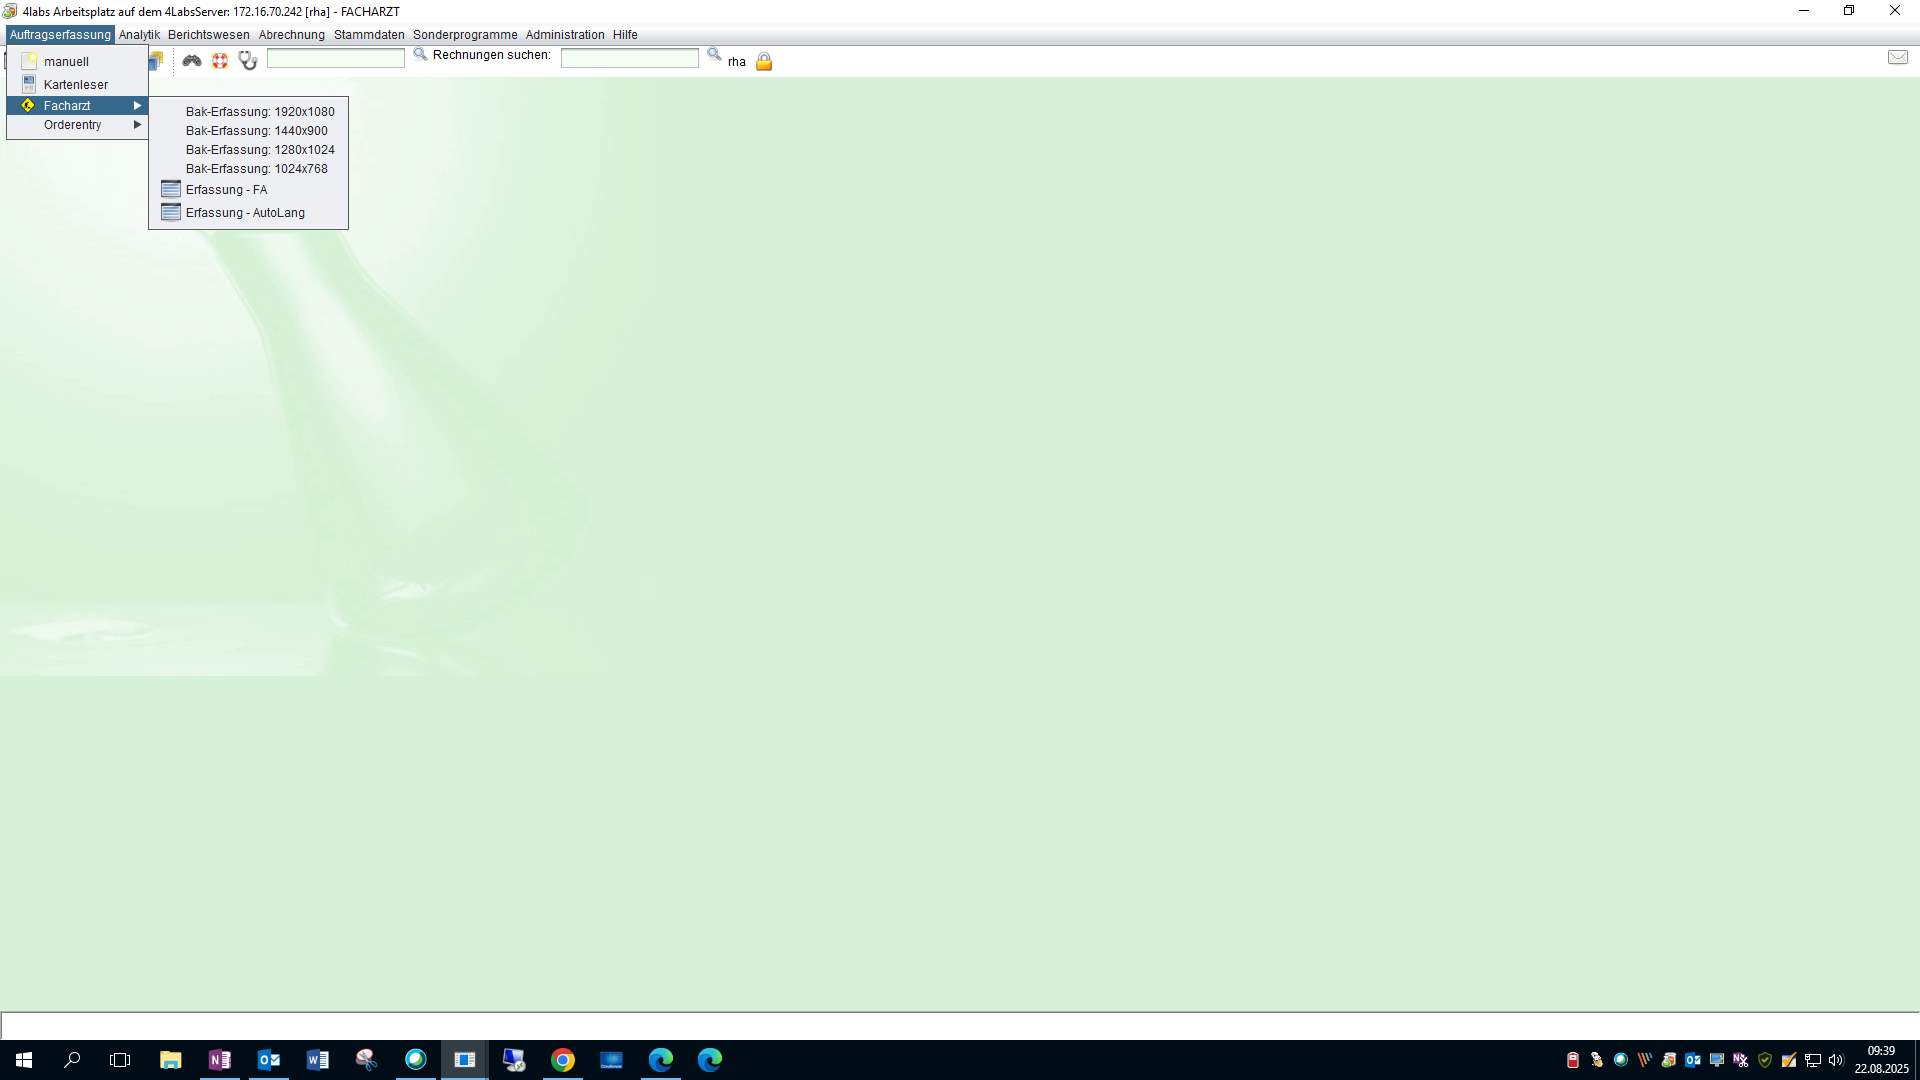 4labs Arbeitsplatz auf dem 4LabsServer: 172.16.70.242 [rha] - FACHARZT
Auftragserfassung Analytik Berichtswesen Abrechnung Stammdaten Sonderprogramme Administration Hilfe
Rechnungen suchen: rha
manuell
Kartenleser
Facharzt
Orderentry
Bak-Erfassung: 1920x1080
Bak-Erfassung: 1440x900
Bak-Erfassung: 1280x1024
Bak-Erfassung: 1024x768
Erfassung - FA
Erfassung - AutoLang
09:39
22.08.2025